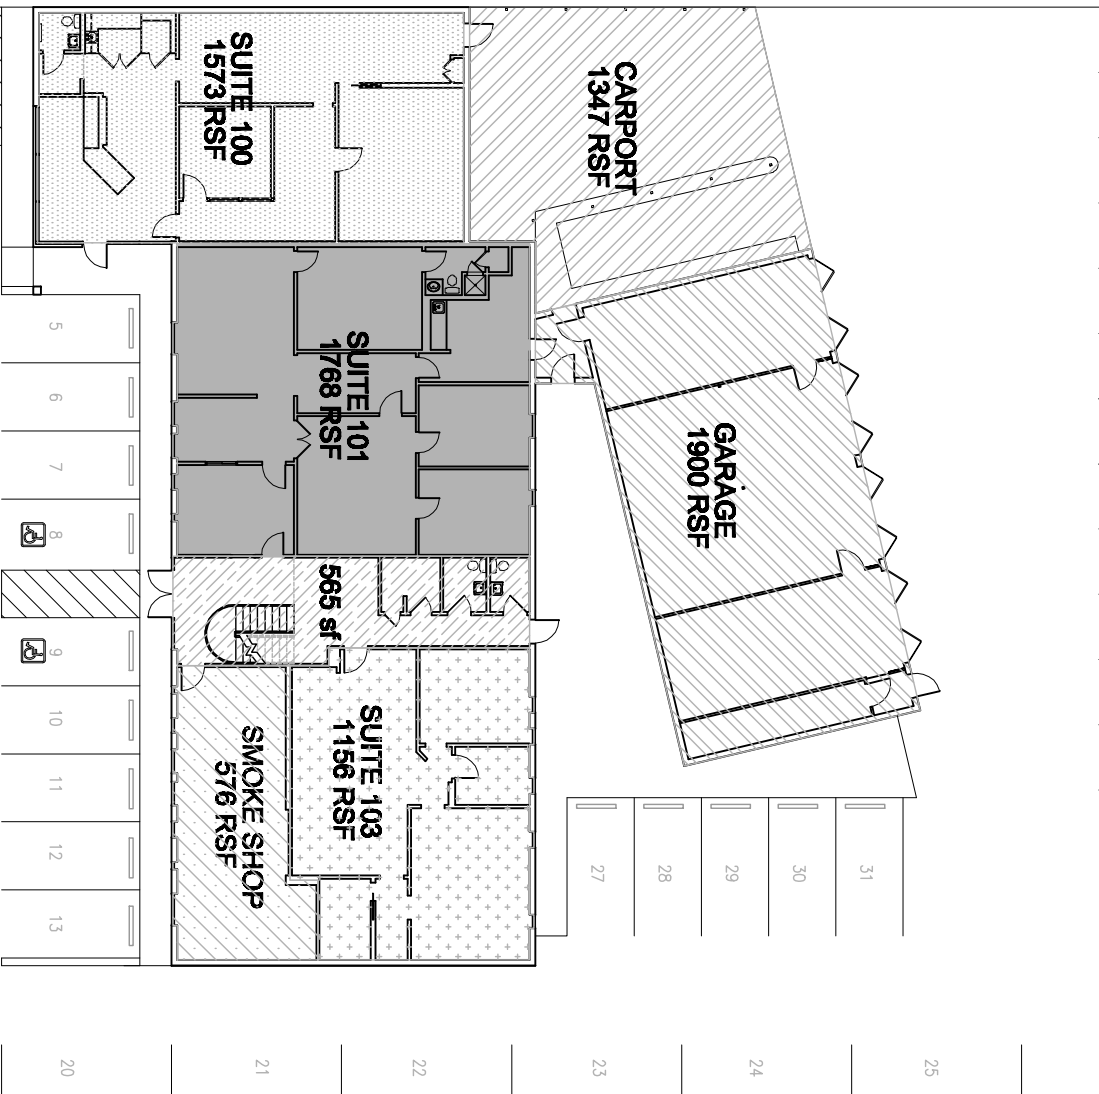 SUITE 100
1573 RSF
CARPORT
1347 RSF
SUITE 101
1768 RSF
GARAGE
1900 RSF
565 sf
SUITE 103
1156 RSF
SMOKE SHOP
576 RSF
5
6
7
8
9
10
11
12
13
27
28
29
30
31
20
21
22
23
24
25